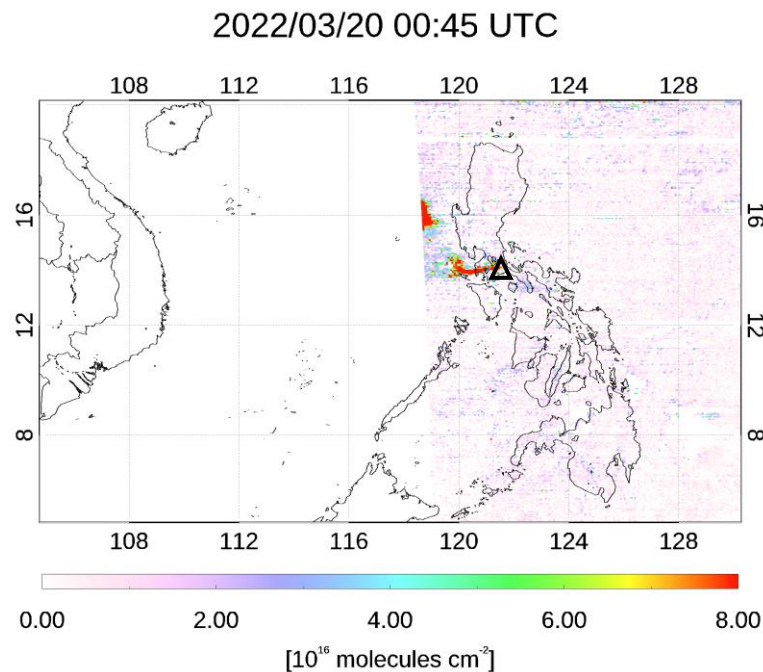 2022/03/20 00:45 UTC
108 112 116 120 124 128
16 16
12 12
8 8
108 112 116 120 124 128
0.00 2.00 4.00 6.00 8.00
[10¹⁶ molecules cm⁻²]